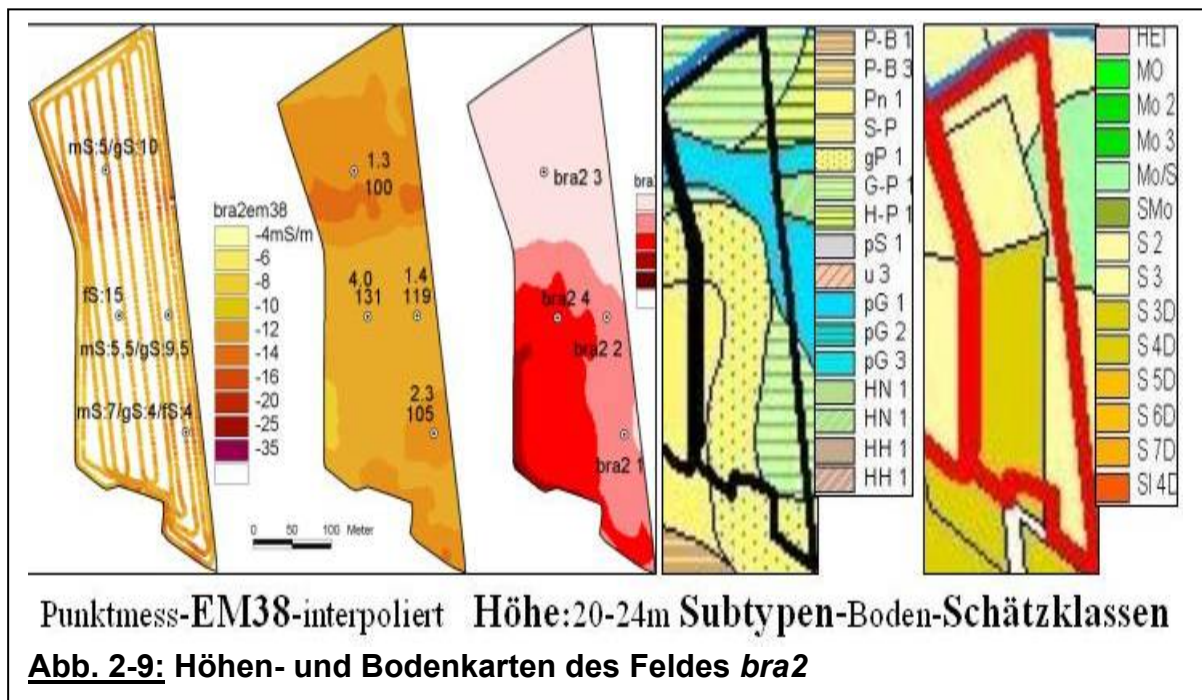 mS:5/gS:10
fS:15
mS:5,5/gS:9,5
mS:7/gS:4/fS:4
bra2em38
-4mS/m
-6
-8
-10
-12
-14
-16
-20
-25
-35
1.3
100
4.0
131
1.4
119
2.3
105
0 50 100 Meter
bra2 3
bra2 4
bra2 2
bra2 1
bra
P-B 1
P-B 3
Pn 1
S-P
gP 1
G-P 1
H-P 1
pS 1
u 3
pG 1
pG 2
pG 3
HN 1
HN 1
HH 1
HH 1
MO
Mo 2
Mo 3
Mo/S
SMo
S 2
S 3
S 3D
S 4D
S 5D
S 6D
S 7D
Sl 4D
Punktmess-EM38-interpoliert Höhe:20-24m Subtypen-Boden-Schätzklassen
Abb. 2-9: Höhen- und Bodenkarten des Feldes bra2